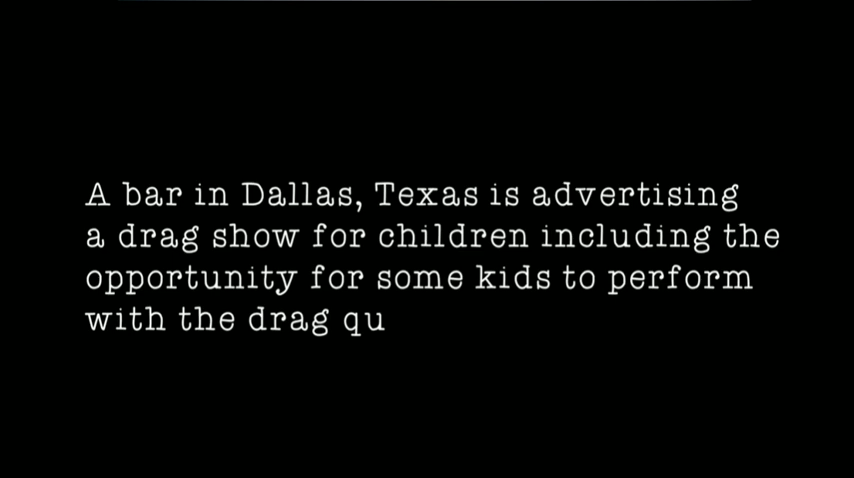 A bar in Dallas, Texas is advertising
a drag show for children including the
opportunity for some kids to perform
with the drag qu